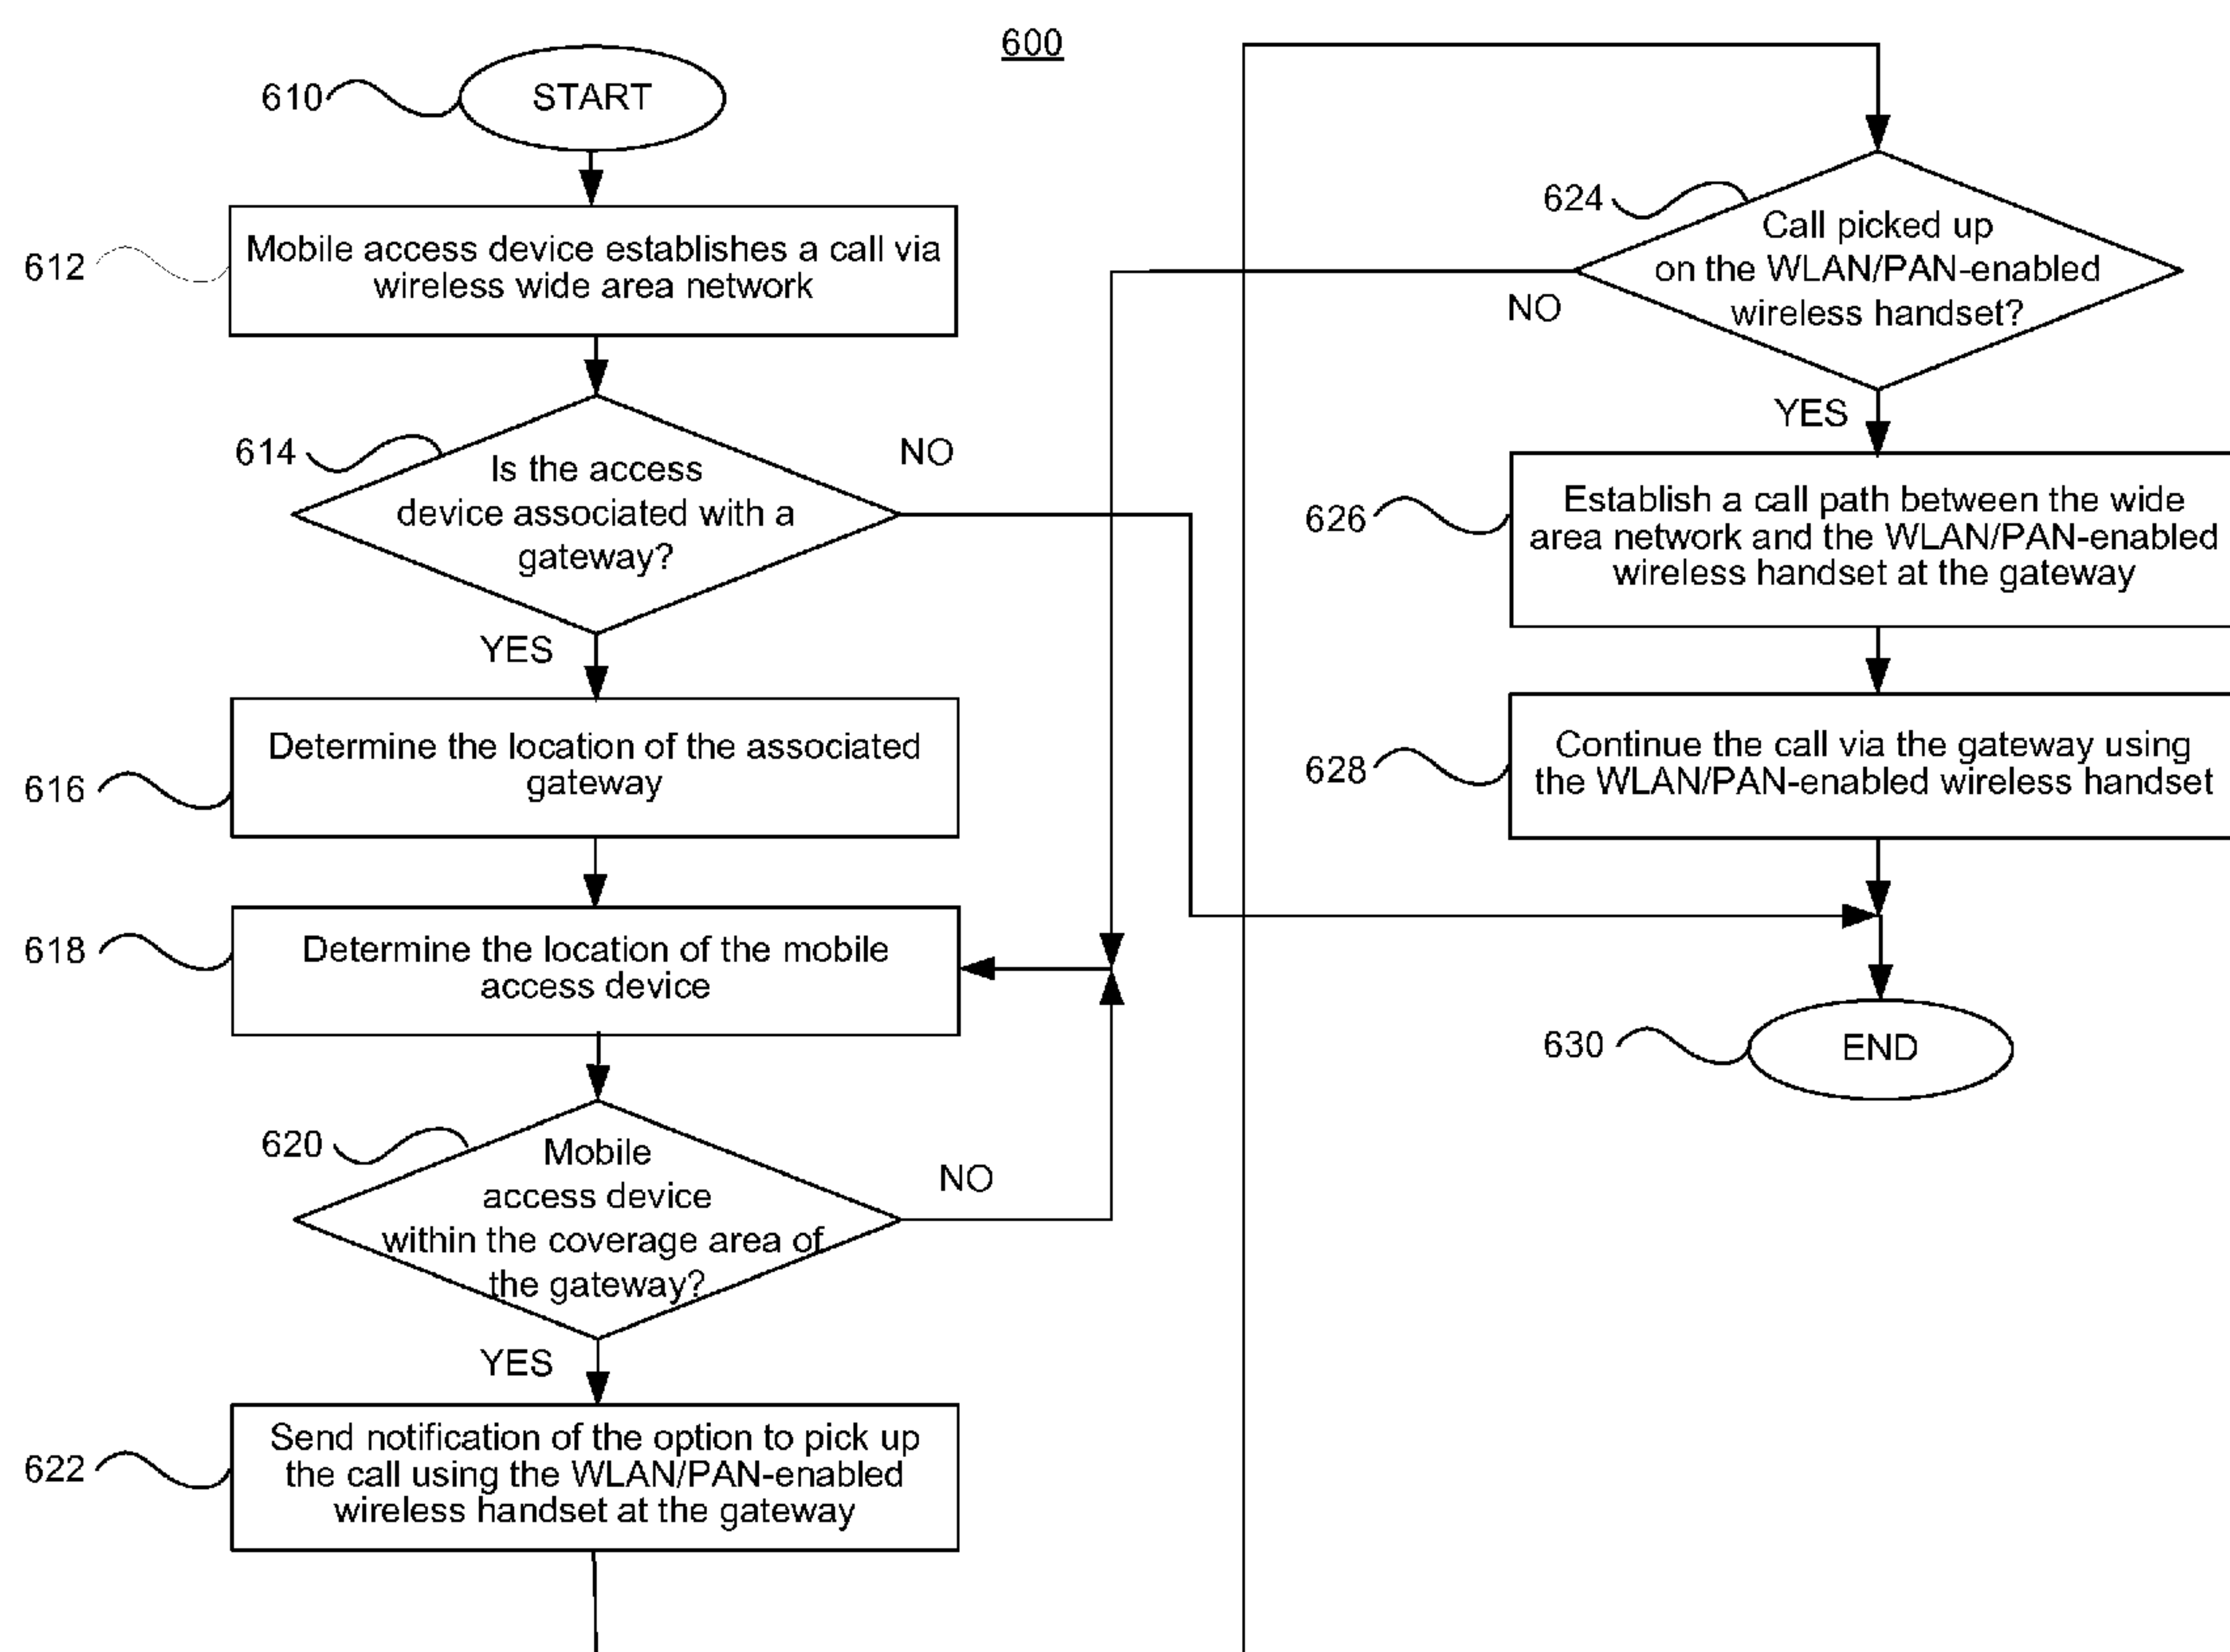 600
610
START
612
Mobile access device establishes a call via
wireless wide area network
614
Is the access
device associated with a
gateway?
NO
YES
616
Determine the location of the associated
gateway
618
Determine the location of the mobile
access device
620
Mobile
access device
within the coverage area of
the gateway?
NO
YES
622
Send notification of the option to pick up
the call using the WLAN/PAN-enabled
wireless handset at the gateway
624
Call picked up
on the WLAN/PAN-enabled
wireless handset?
NO
YES
626
Establish a call path between the wide
area network and the WLAN/PAN-enabled
wireless handset at the gateway
628
Continue the call via the gateway using
the WLAN/PAN-enabled wireless handset
630
END